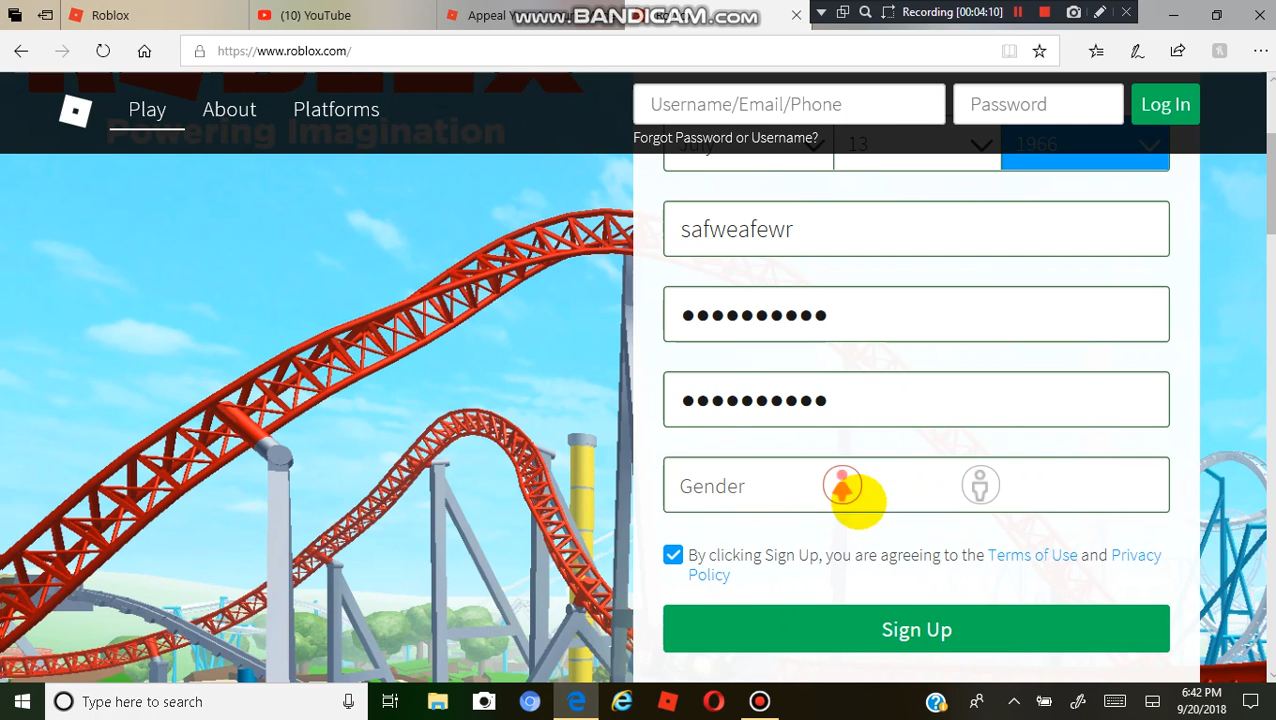 Roblox
(10) YouTube
Appeal Y
www.BANDICAM.com
Recording [00:04:10]
https://www.roblox.com/
Play
About
Platforms
Username/Email/Phone
Password
Log In
Forgot Password or Username?
Powering Imagination
July
13
1966
safweafewr
Gender
By clicking Sign Up, you are agreeing to the Terms of Use and Privacy
Policy
Sign Up
Type here to search
6:42 PM
9/20/2018